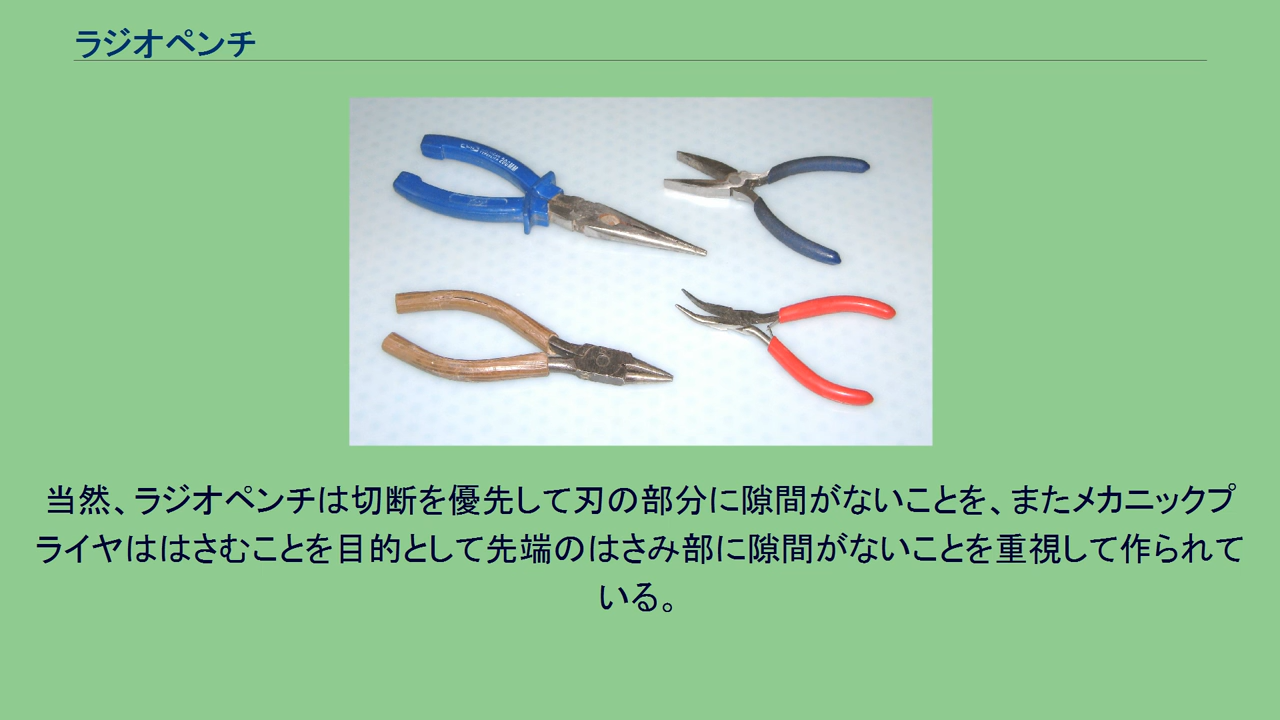 ラジオペンチ
当然、ラジオペンチは切断を優先して刃の部分に隙間がないことを、またメカニックプ
ライヤははさむことを目的として先端のはさみ部に隙間がないことを重視して作られて
いる。